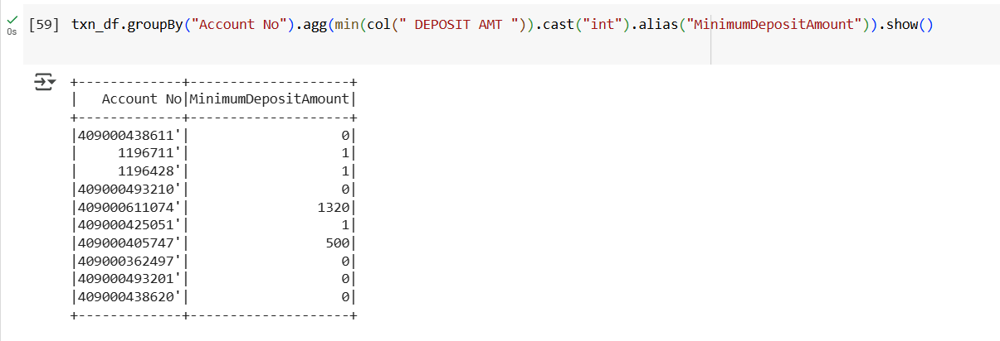 [59] txn_df.groupBy("Account No").agg(min(col(" DEPOSIT AMT ")).cast("int").alias("MinimumDepositAmount")).show()
0s
+-------------+--------------------+
|   Account No|MinimumDepositAmount|
+-------------+--------------------+
|409000438611'|                   0|
|     1196711'|                   1|
|     1196428'|                   1|
|409000493210'|                   0|
|409000611074'|                1320|
|409000425051'|                   1|
|409000405747'|                 500|
|409000362497'|                   0|
|409000493201'|                   0|
|409000438620'|                   0|
+-------------+--------------------+